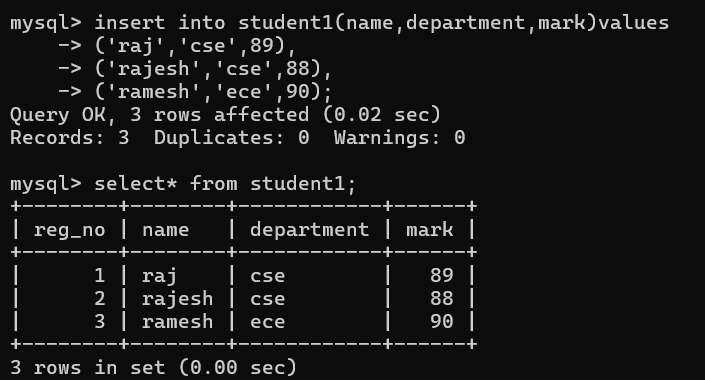 mysql> insert into student1(name,department,mark)values
    -> ('raj','cse',89),
    -> ('rajesh','cse',88),
    -> ('ramesh','ece',90);
Query OK, 3 rows affected (0.02 sec)
Records: 3  Duplicates: 0  Warnings: 0

mysql> select* from student1;
+--------+--------+------------+------+
| reg_no | name   | department | mark |
+--------+--------+------------+------+
|      1 | raj    | cse        |   89 |
|      2 | rajesh | cse        |   88 |
|      3 | ramesh | ece        |   90 |
+--------+--------+------------+------+
3 rows in set (0.00 sec)